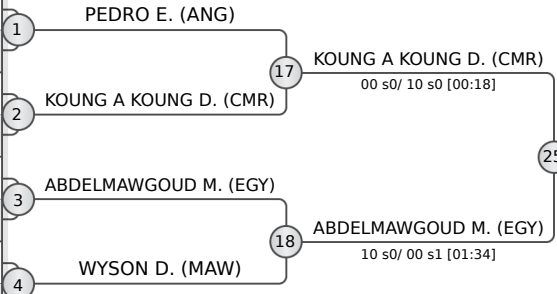 PEDRO E. (ANG)
1
17
KOUNG A KOUNG D. (CMR)
00 s0/ 10 s0 [00:18]
KOUNG A KOUNG D. (CMR)
2
25
3
ABDELMAWGOUD M. (EGY)
18
ABDELMAWGOUD M. (EGY)
10 s0/ 00 s1 [01:34]
WYSON D. (MAW)
4